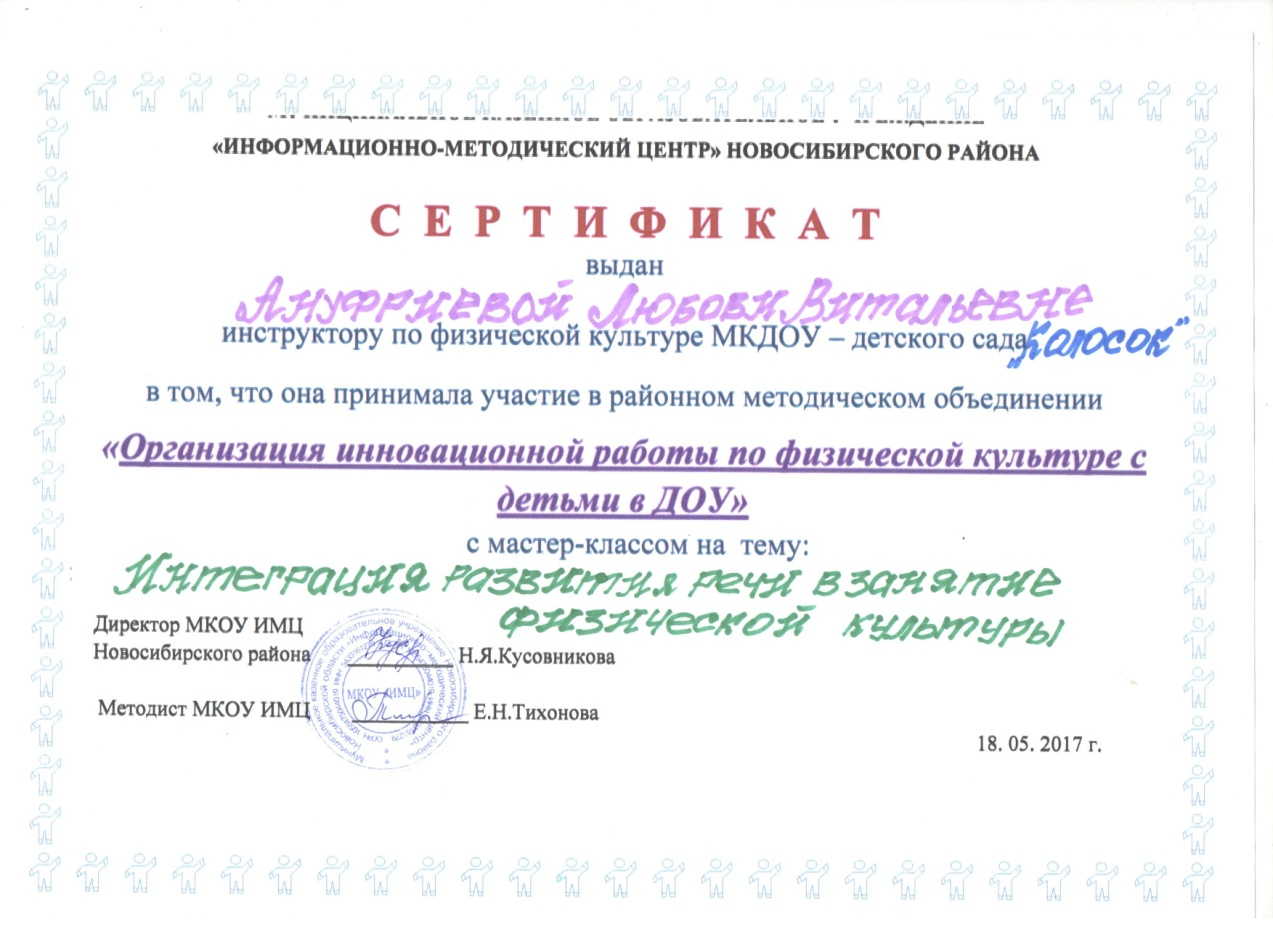 «ИНФОРМАЦИОННО-МЕТОДИЧЕСКИЙ ЦЕНТР» НОВОСИБИРСКОГО РАЙОНА
СЕРТИФИКАТ
выдан
Ануфриевой Любови Витальевне
инструктору по физической культуре МКДОУ – детского сада „Колосок"
в том, что она принимала участие в районном методическом объединении
«Организация инновационной работы по физической культуре с
детьми в ДОУ»
с мастер-классом на тему:
Интеграция развития речи в занятие
физической культуры
Директор МКОУ ИМЦ
Новосибирского района Н.Я.Кусовникова
МКОУ «ИМЦ»
Методист МКОУ ИМЦ Е.Н.Тихонова
18. 05. 2017 г.